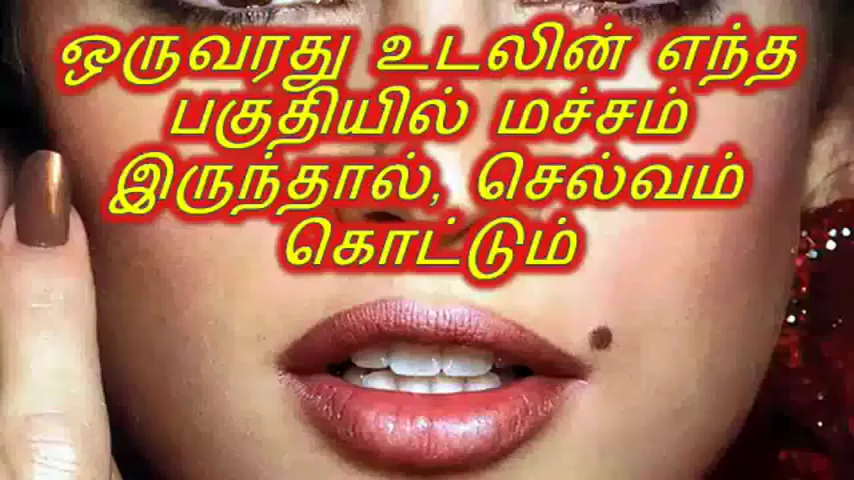 ஒருவரது உடலின் எந்த
பகுதியில் மச்சம்
இருந்தால், செல்வம்
கொட்டும்